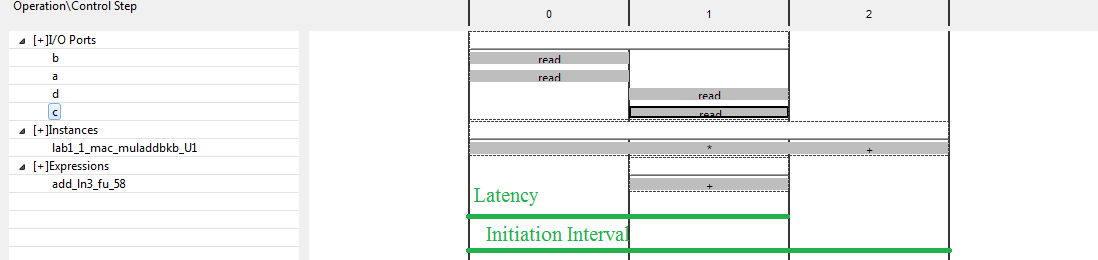 Operation\Control Step
0 1 2
[+]I/O Ports
b read
a read
d read
c read
[+]Instances
lab1_1_mac_muladdbkb_U1 * +
[+]Expressions
add_ln3_fu_58 +
Latency
Initiation Interval